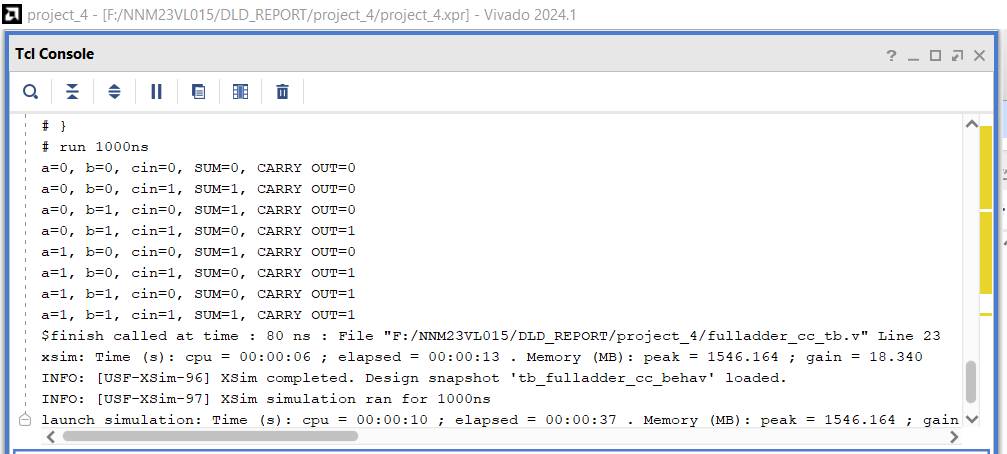 project_4 - [F:/NNM23VL015/DLD_REPORT/project_4/project_4.xpr] - Vivado 2024.1
Tcl Console
# }
# run 1000ns
a=0, b=0, cin=0, SUM=0, CARRY OUT=0
a=0, b=0, cin=1, SUM=1, CARRY OUT=0
a=0, b=1, cin=0, SUM=1, CARRY OUT=0
a=0, b=1, cin=1, SUM=0, CARRY OUT=1
a=1, b=0, cin=0, SUM=1, CARRY OUT=0
a=1, b=0, cin=1, SUM=0, CARRY OUT=1
a=1, b=1, cin=0, SUM=0, CARRY OUT=1
a=1, b=1, cin=1, SUM=1, CARRY OUT=1
$finish called at time : 80 ns : File "F:/NNM23VL015/DLD_REPORT/project_4/fulladder_cc_tb.v" Line 23
xsim: Time (s): cpu = 00:00:06 ; elapsed = 00:00:13 . Memory (MB): peak = 1546.164 ; gain = 18.340
INFO: [USF-XSim-96] XSim completed. Design snapshot 'tb_fulladder_cc_behav' loaded.
INFO: [USF-XSim-97] XSim simulation ran for 1000ns
launch_simulation: Time (s): cpu = 00:00:10 ; elapsed = 00:00:37 . Memory (MB): peak = 1546.164 ; gain